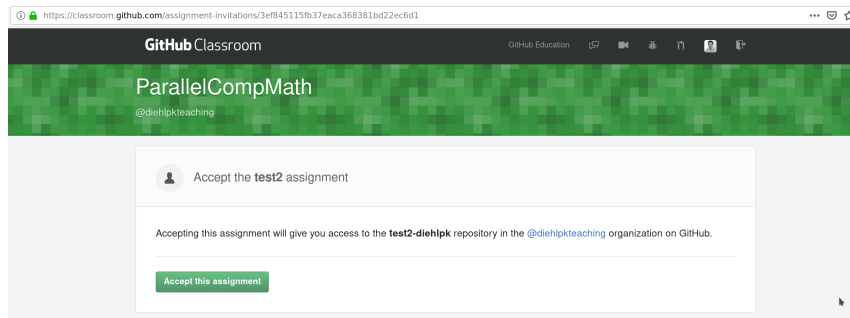 https://classroom.github.com/assignment-invitations/3ef845115fb37eaca368381bd22ec6d1
GitHub Classroom GitHub Education
ParallelCompMath
@diehlpkteaching
Accept the test2 assignment
Accepting this assignment will give you access to the test2-diehlpk repository in the @diehlpkteaching organization on GitHub.
Accept this assignment